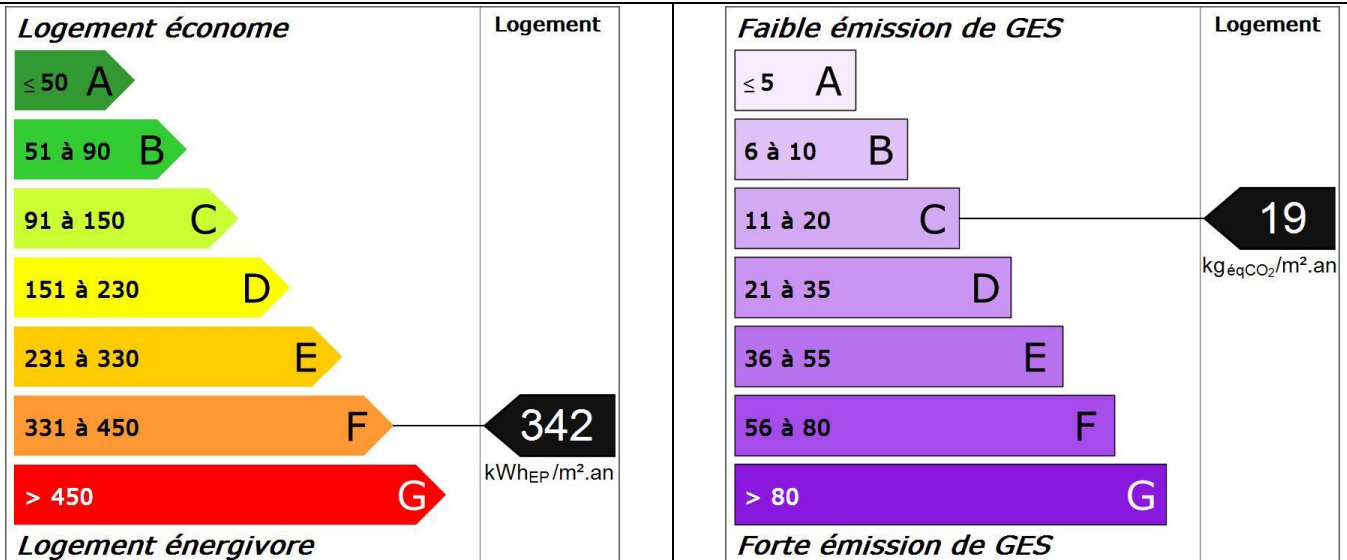 Logement économe
Logement
≤ 50 A
51 à 90 B
91 à 150 C
151 à 230 D
231 à 330 E
331 à 450 F
342
kWhEP/m².an
> 450 G
Logement énergivore
Faible émission de GES
Logement
≤ 5 A
6 à 10 B
11 à 20 C
19
kgéqCO₂/m².an
21 à 35 D
36 à 55 E
56 à 80 F
> 80 G
Forte émission de GES